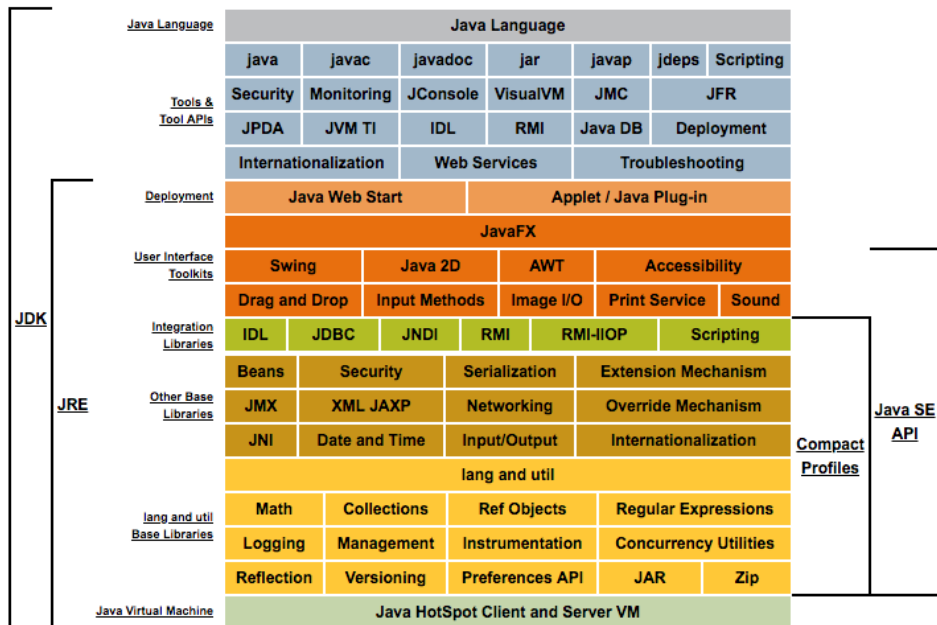 Java Language Java Language
java javac javadoc jar javap jdeps Scripting
Tools &
Tool APIs
Security Monitoring JConsole VisualVM JMC JFR
JPDA JVM TI IDL RMI Java DB Deployment
Internationalization Web Services Troubleshooting
Deployment Java Web Start Applet / Java Plug-in
JavaFX
User Interface
Toolkits
Swing Java 2D AWT Accessibility
Drag and Drop Input Methods Image I/O Print Service Sound
JDK
Integration
Libraries
IDL JDBC JNDI RMI RMI-IIOP Scripting
Beans Security Serialization Extension Mechanism
JRE
Other Base
Libraries
JMX XML JAXP Networking Override Mechanism
JNI Date and Time Input/Output Internationalization
Java SE
API
Compact
Profiles
lang and util
lang and util
Base Libraries
Math Collections Ref Objects Regular Expressions
Logging Management Instrumentation Concurrency Utilities
Reflection Versioning Preferences API JAR Zip
Java Virtual Machine Java HotSpot Client and Server VM